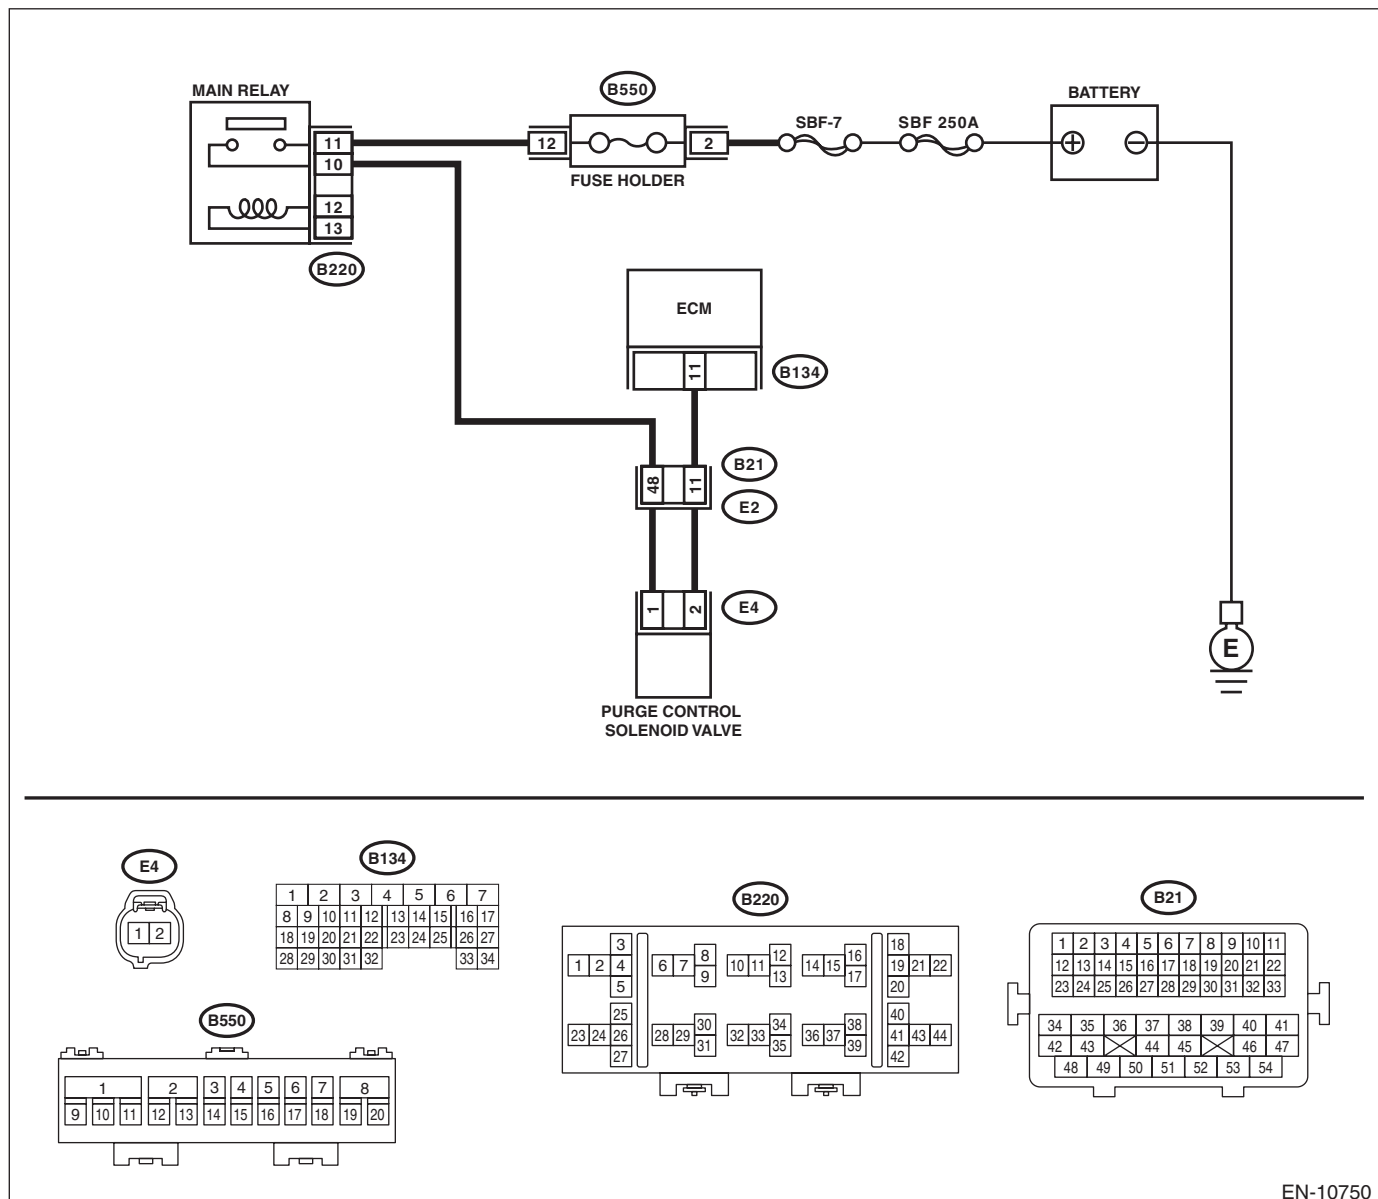 B550
MAIN RELAY
BATTERY
SBF-7
SBF 250A
11
12
2
10
FUSE HOLDER
12
13
B220
ECM
11
B134
48
11
B21
E2
1
2
E4
E
PURGE CONTROL
SOLENOID VALVE
E4
1 2
B134
1 2 3 4 5 6 7
8 9 10 11 12 13 14 15 16 17
18 19 20 21 22 23 24 25 26 27
28 29 30 31 32 33 34
B220
3 18
8 12 16
1 2 4 6 7 10 11 14 15 19 21 22
9 13 17
5 20
25 40
30 34 38
23 24 26 28 29 32 33 36 37 41 43 44
31 35 39
27 42
B21
1 2 3 4 5 6 7 8 9 10 11
12 13 14 15 16 17 18 19 20 21 22
23 24 25 26 27 28 29 30 31 32 33
34 35 36 37 38 39 40 41
42 43 44 45 46 47
48 49 50 51 52 53 54
B550
1 2 3 4 5 6 7 8
9 10 11 12 13 14 15 16 17 18 19 20
EN-10750